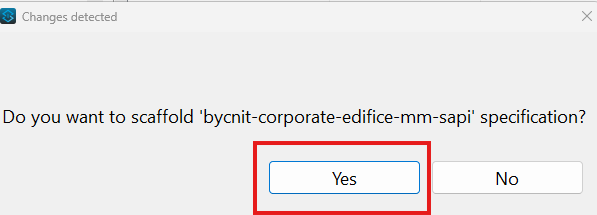 Changes detected
Do you want to scaffold 'bycnit-corporate-edifice-mm-sapi' specification?
Yes
No